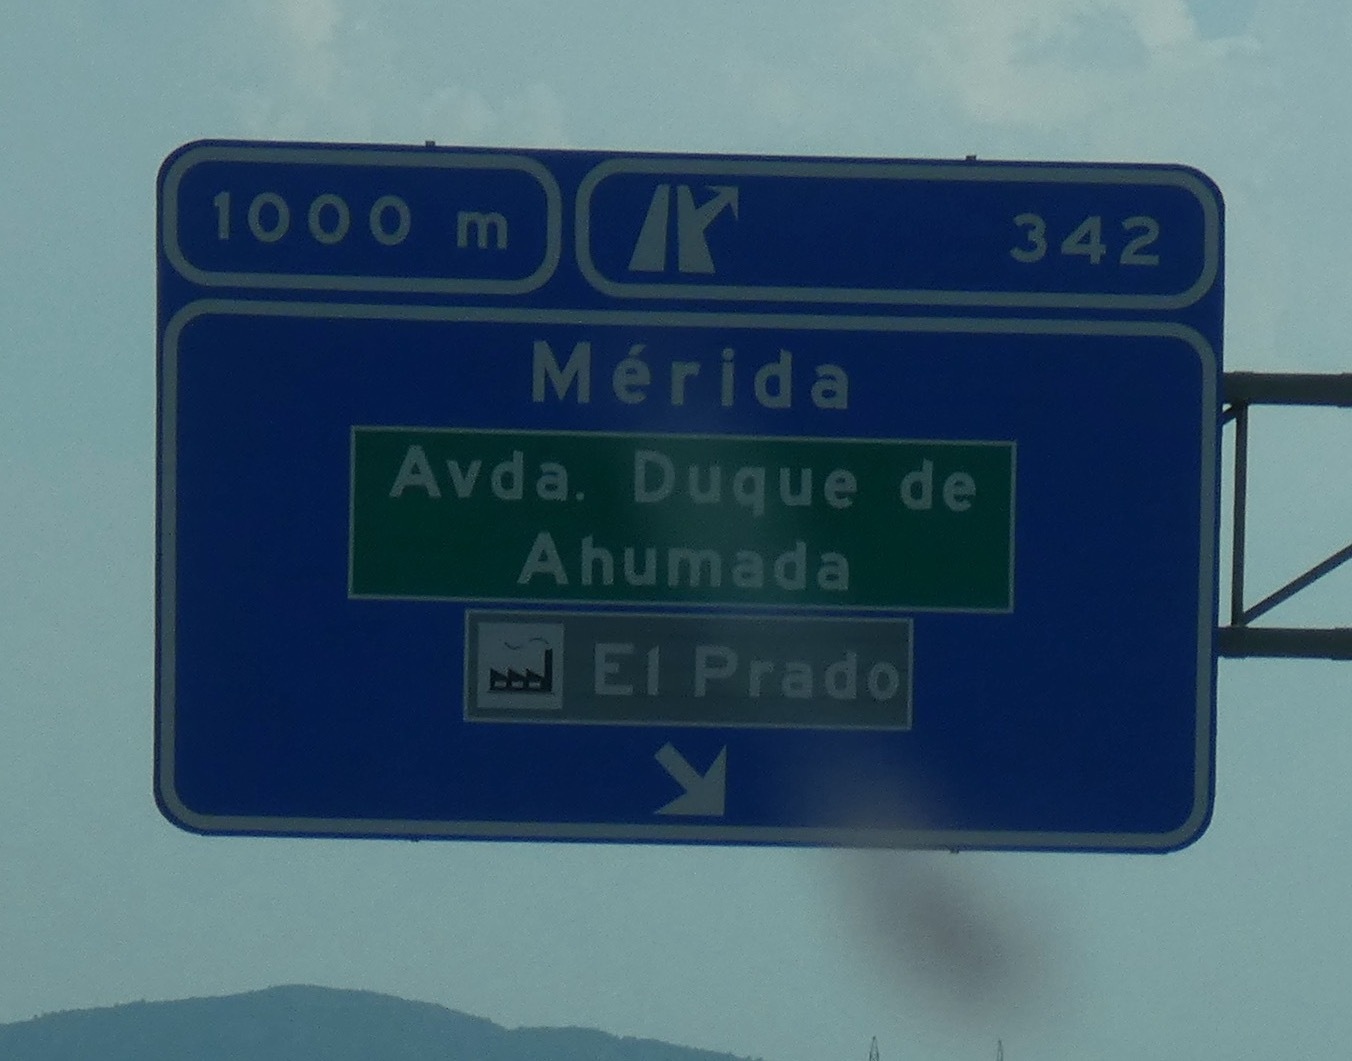 1000 m
342
Mérida
Avda. Duque de
Ahumada
El Prado